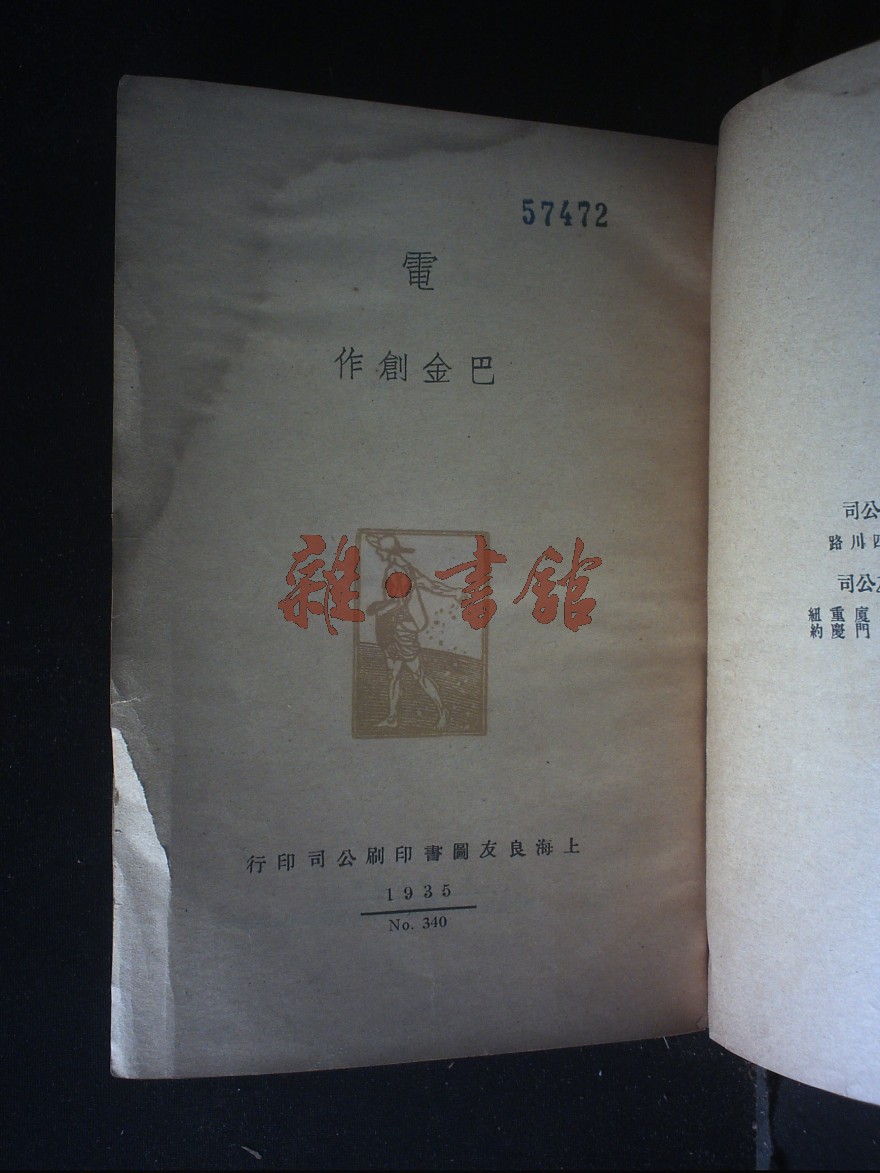 57472
電
巴金創作
雜·書館
上海良友圖書印刷公司印行
1935
No. 340
公司
川路
公司
廈門 重慶 紐約